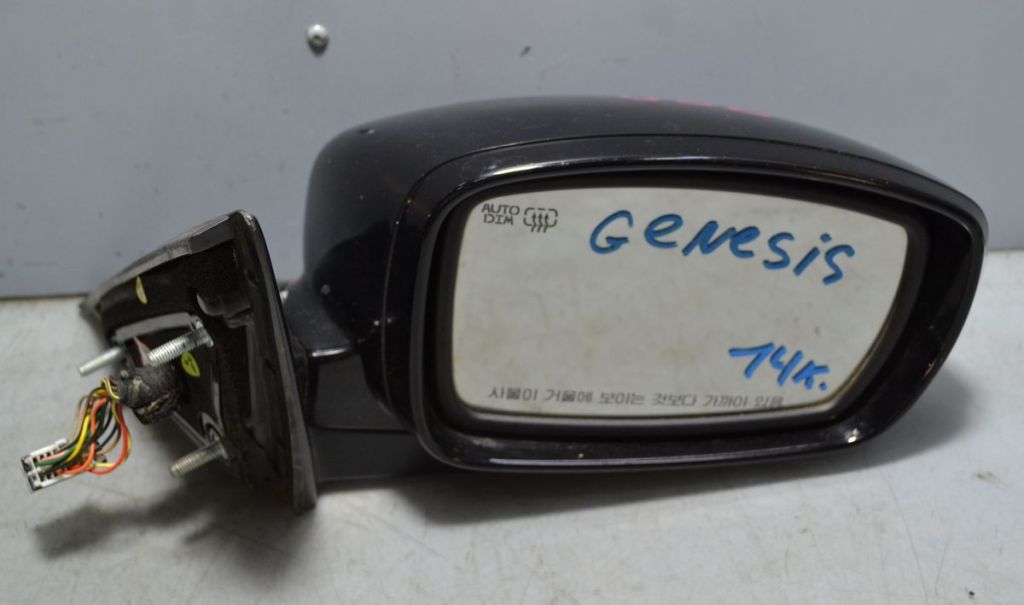 AUTO
DIM
GENESIS
14K.
사물이 거울에 보이는 것보다 가까이 있음